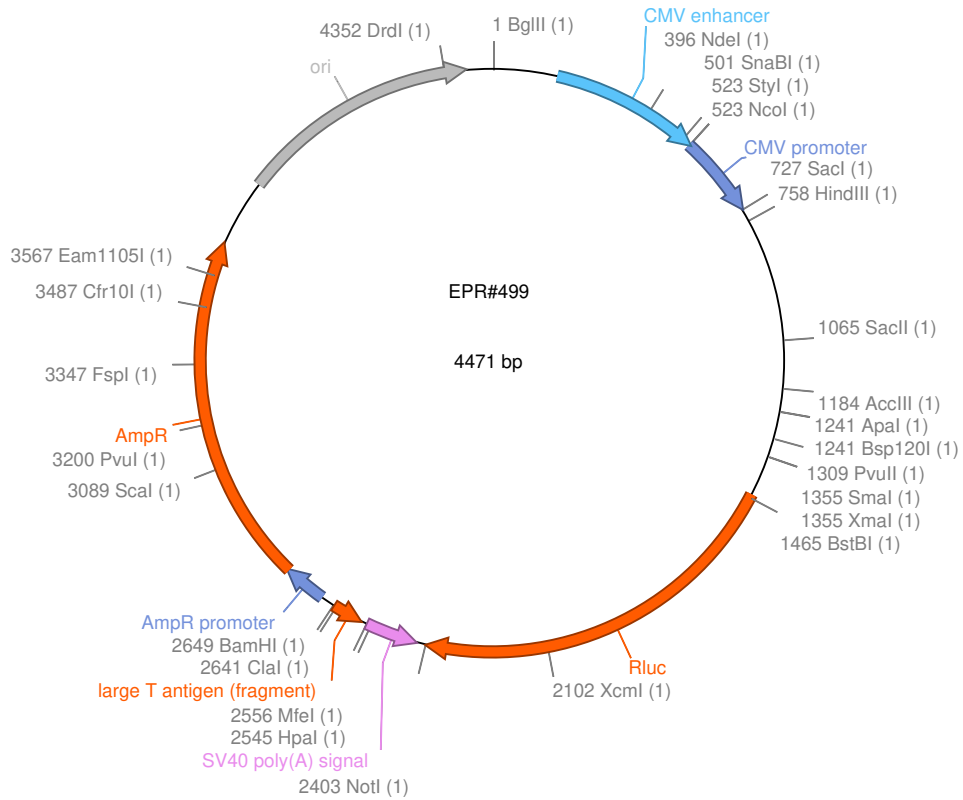 4352 DrdI (1)
1 BglII (1)
CMV enhancer
396 NdeI (1)
501 SnaBI (1)
523 StyI (1)
523 NcoI (1)
ori
CMV promoter
727 SacI (1)
758 HindIII (1)
3567 Eam1105I (1)
3487 Cfr10I (1)
EPR#499
1065 SacII (1)
4471 bp
3347 FspI (1)
1184 AccIII (1)
1241 ApaI (1)
1241 Bsp120I (1)
AmpR
3200 PvuI (1)
1309 PvuII (1)
3089 ScaI (1)
1355 SmaI (1)
1355 XmaI (1)
1465 BstBI (1)
AmpR promoter
2649 BamHI (1)
2641 ClaI (1)
Rluc
large T antigen (fragment)
2102 XcmI (1)
2556 MfeI (1)
2545 HpaI (1)
SV40 poly(A) signal
2403 NotI (1)